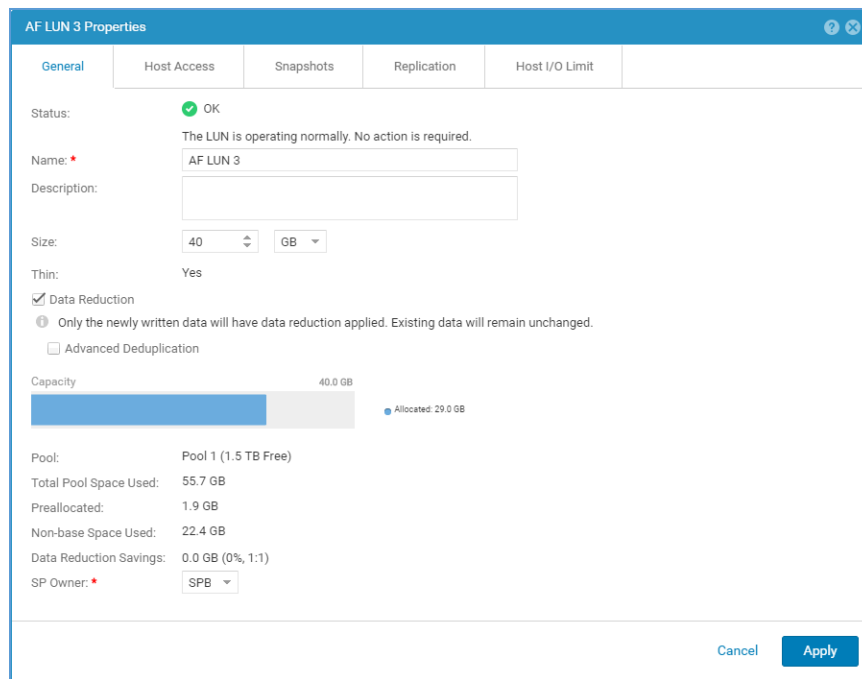 AF LUN 3 Properties
General Host Access Snapshots Replication Host I/O Limit
Status: OK
The LUN is operating normally. No action is required.
Name: * AF LUN 3
Description:
Size: 40 GB
Thin: Yes
Data Reduction
Only the newly written data will have data reduction applied. Existing data will remain unchanged.
Advanced Deduplication
Capacity 40.0 GB
Allocated: 29.0 GB
Pool: Pool 1 (1.5 TB Free)
Total Pool Space Used: 55.7 GB
Preallocated: 1.9 GB
Non-base Space Used: 22.4 GB
Data Reduction Savings: 0.0 GB (0%, 1:1)
SP Owner: * SPB
Cancel Apply